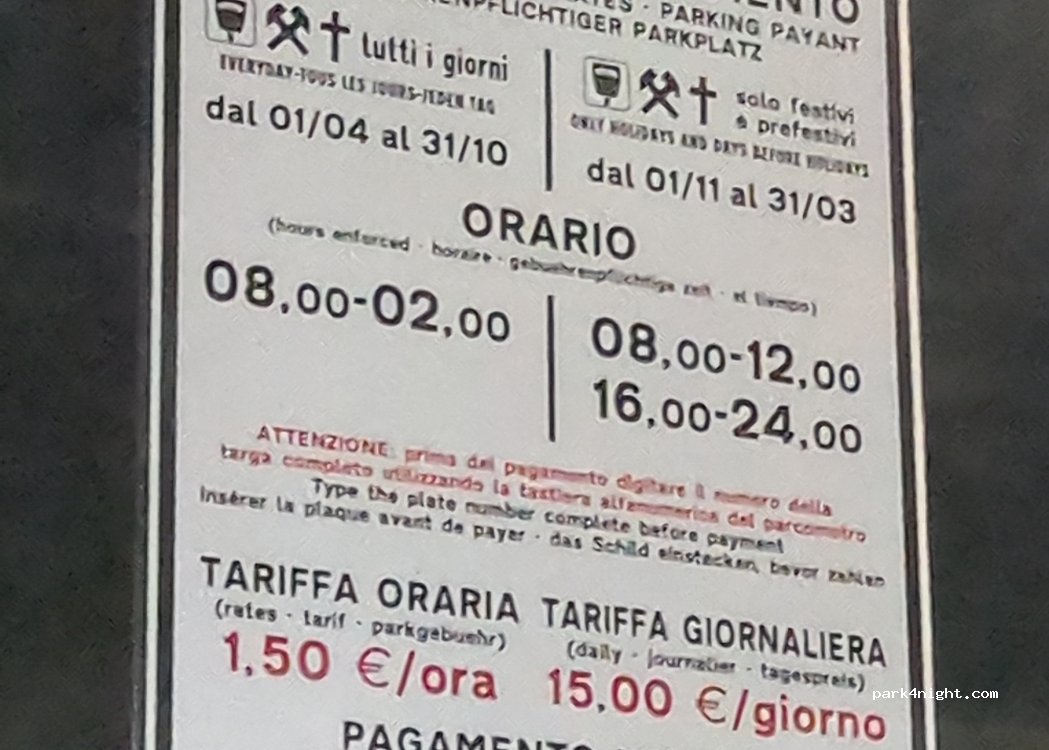 PARKING PAYANT
PFLICHTIGER PARKPLATZ
tutti i giorni
EVERYDAY-TOUS LES JOURS-JEDEN TAG
dal 01/04 al 31/10
solo festivi
e prefestivi
ONLY HOLIDAYS AND DAYS BEFORE HOLIDAYS
dal 01/11 al 31/03
ORARIO
(hours enforced - horaire - gebuehrenpflichtige zeit - el tiempo)
08,00-02,00
08,00-12,00
16,00-24,00
ATTENZIONE: prima del pagamento digitare il numero della
targa completo utilizzando la tastiera alfanumerica del parcometro
Type the plate number complete before payment
Insérer la plaque avant de payer - das Schild einstecken, bevor zahlen
TARIFFA ORARIA
(rates - tarif - parkgebuehr)
1,50 €/ora
TARIFFA GIORNALIERA
(daily - journalier - tagespreis)
15,00 €/giorno
PAGAMENTO
park4night.com